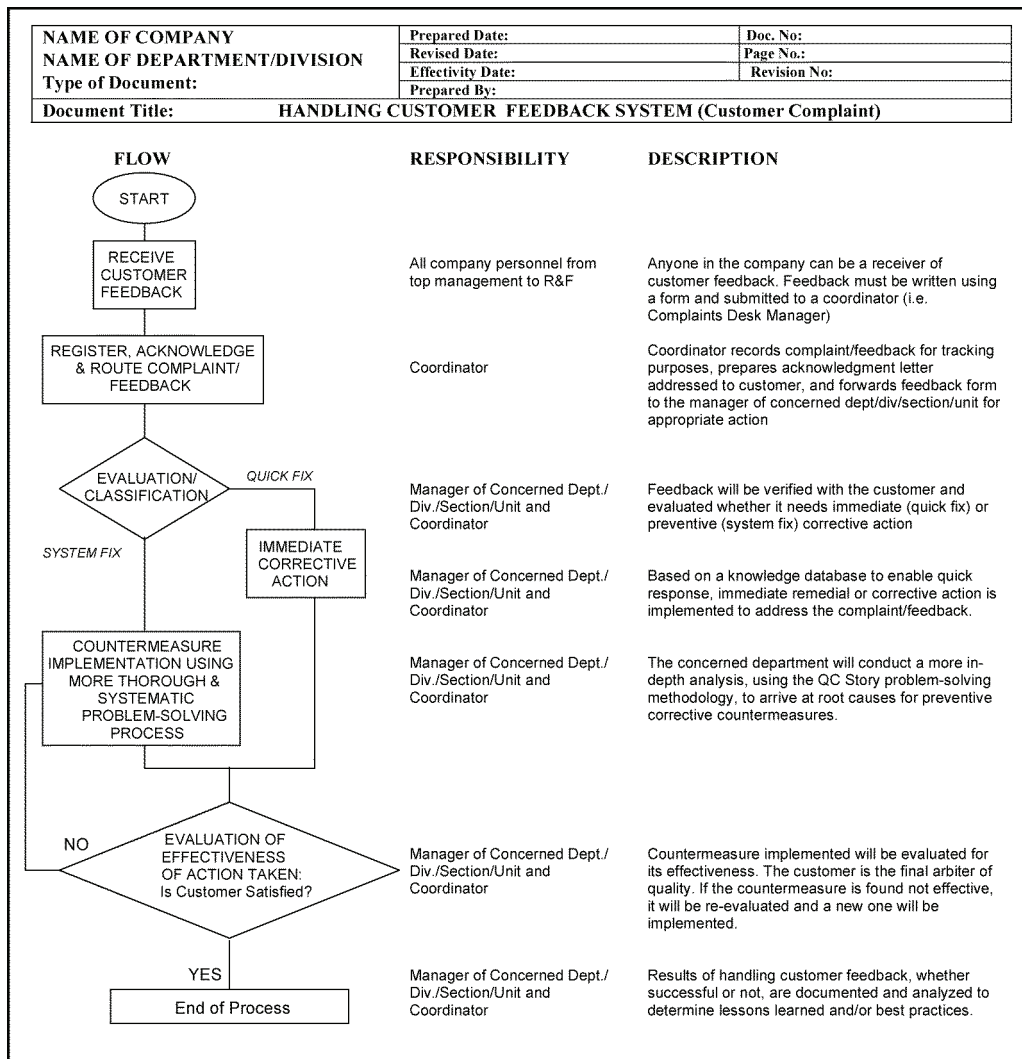 NAME OF COMPANY
NAME OF DEPARTMENT/DIVISION
Type of Document:
Prepared Date:
Doc. No:
Revised Date:
Page No.:
Effectivity Date:
Revision No:
Prepared By:
Document Title: HANDLING CUSTOMER FEEDBACK SYSTEM (Customer Complaint)
FLOW
RESPONSIBILITY
DESCRIPTION
START
RECEIVE
CUSTOMER
FEEDBACK
All company personnel from
top management to R&F
Anyone in the company can be a receiver of
customer feedback. Feedback must be written using
a form and submitted to a coordinator (i.e.
Complaints Desk Manager)
REGISTER, ACKNOWLEDGE
& ROUTE COMPLAINT/
FEEDBACK
Coordinator
Coordinator records complaint/feedback for tracking
purposes, prepares acknowledgment letter
addressed to customer, and forwards feedback form
to the manager of concerned dept/div/section/unit for
appropriate action
EVALUATION/
CLASSIFICATION
QUICK FIX
SYSTEM FIX
Manager of Concerned Dept./
Div./Section/Unit and
Coordinator
Feedback will be verified with the customer and
evaluated whether it needs immediate (quick fix) or
preventive (system fix) corrective action
IMMEDIATE
CORRECTIVE
ACTION
Manager of Concerned Dept./
Div./Section/Unit and
Coordinator
Based on a knowledge database to enable quick
response, immediate remedial or corrective action is
implemented to address the complaint/feedback.
COUNTERMEASURE
IMPLEMENTATION USING
MORE THOROUGH &
SYSTEMATIC
PROBLEM-SOLVING
PROCESS
Manager of Concerned Dept./
Div./Section/Unit and
Coordinator
The concerned department will conduct a more in-
depth analysis, using the QC Story problem-solving
methodology, to arrive at root causes for preventive
corrective countermeasures.
NO
EVALUATION OF
EFFECTIVENESS
OF ACTION TAKEN:
Is Customer Satisfied?
Manager of Concerned Dept./
Div./Section/Unit and
Coordinator
Countermeasure implemented will be evaluated for
its effectiveness. The customer is the final arbiter of
quality. If the countermeasure is found not effective,
it will be re-evaluated and a new one will be
implemented.
YES
End of Process
Manager of Concerned Dept./
Div./Section/Unit and
Coordinator
Results of handling customer feedback, whether
successful or not, are documented and analyzed to
determine lessons learned and/or best practices.